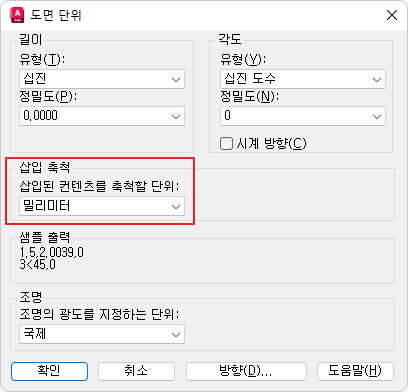 도면 단위
길이
유형(T):
십진
정밀도(P):
0.0000
각도
유형(Y):
십진 도수
정밀도(N):
0
시계 방향(C)
삽입 축척
삽입된 컨텐츠를 축척할 단위:
밀리미터
샘플 출력
1,5,2,0039,0
3<45,0
조명
조명의 광도를 지정하는 단위:
국제
확인
취소
방향(D)...
도움말(H)